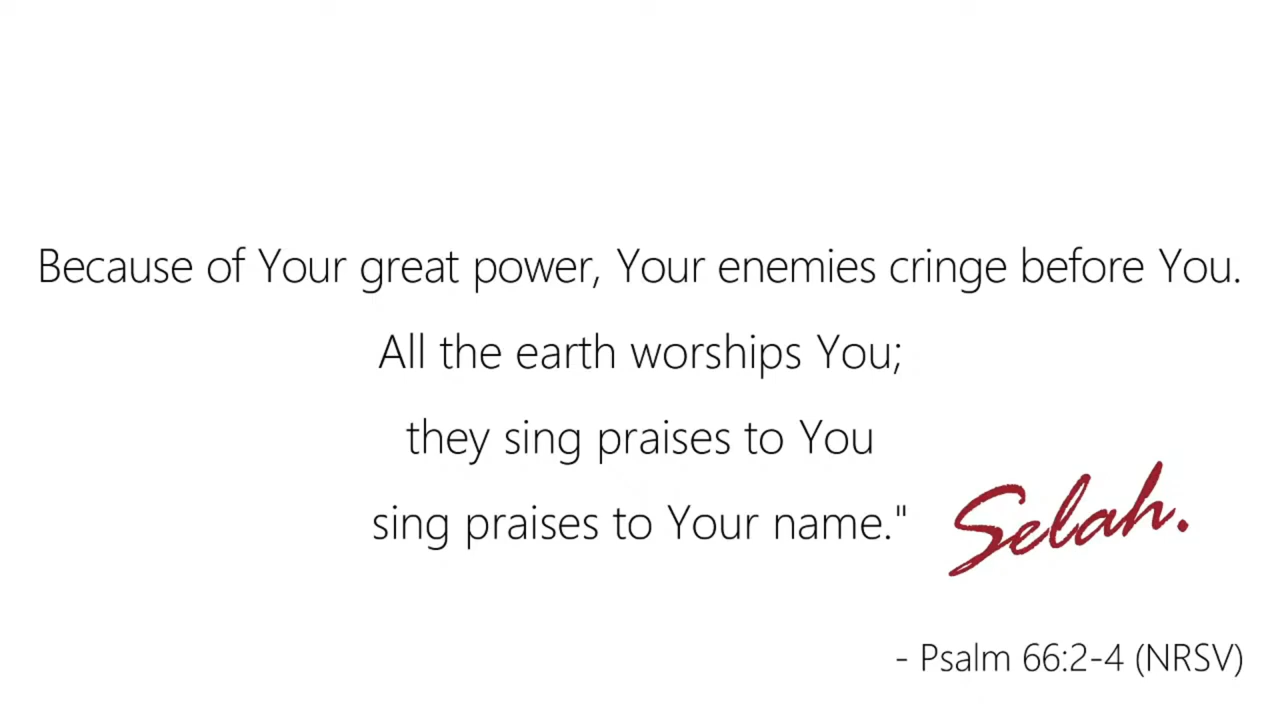 Because of Your great power, Your enemies cringe before You.
All the earth worships You;
they sing praises to You
sing praises to Your name."
Selah.
- Psalm 66:2-4 (NRSV)